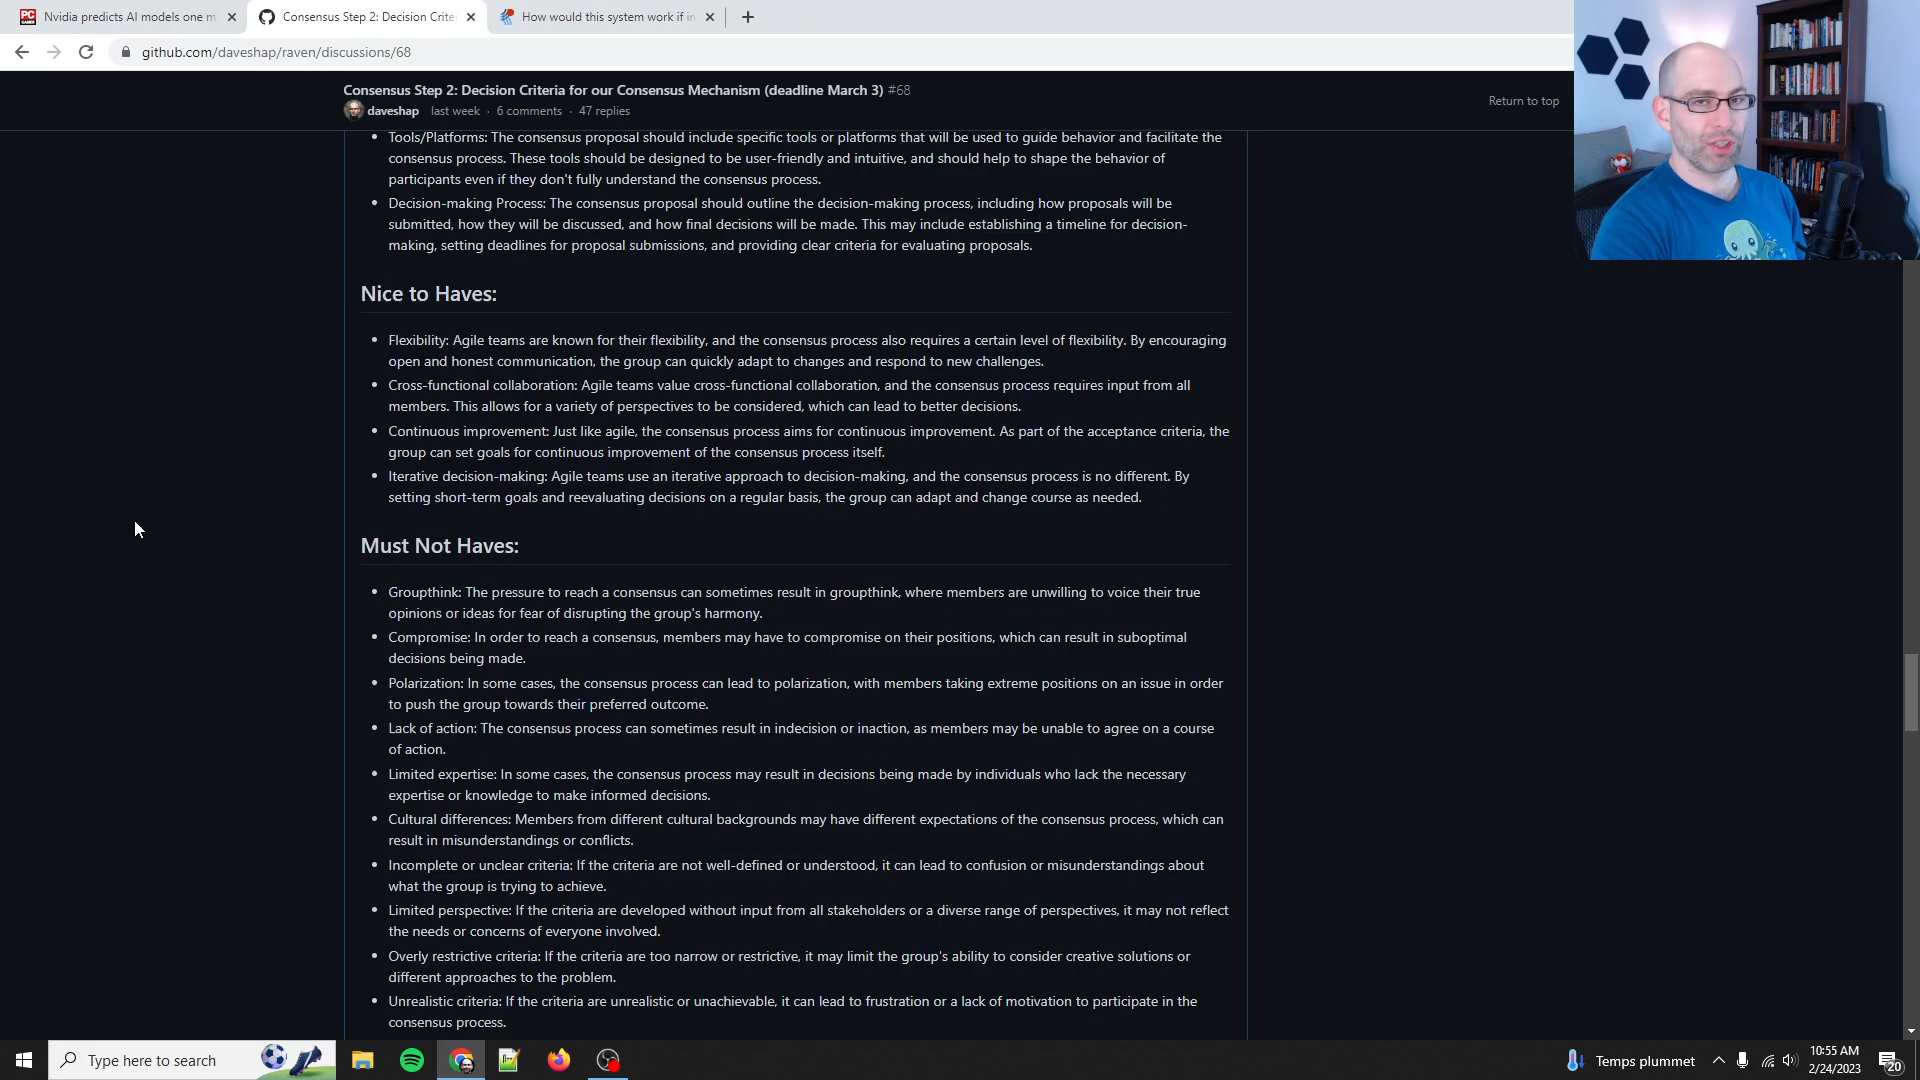 Nvidia predicts AI models one m
Consensus Step 2: Decision Crite
How would this system work if in
github.com/daveshap/raven/discussions/68
Consensus Step 2: Decision Criteria for our Consensus Mechanism (deadline March 3) #68
daveshap last week · 6 comments · 47 replies
Return to top
• Tools/Platforms: The consensus proposal should include specific tools or platforms that will be used to guide behavior and facilitate the
consensus process. These tools should be designed to be user-friendly and intuitive, and should help to shape the behavior of
participants even if they don't fully understand the consensus process.
• Decision-making Process: The consensus proposal should outline the decision-making process, including how proposals will be
submitted, how they will be discussed, and how final decisions will be made. This may include establishing a timeline for decision-
making, setting deadlines for proposal submissions, and providing clear criteria for evaluating proposals.
Nice to Haves:
• Flexibility: Agile teams are known for their flexibility, and the consensus process also requires a certain level of flexibility. By encouraging
open and honest communication, the group can quickly adapt to changes and respond to new challenges.
• Cross-functional collaboration: Agile teams value cross-functional collaboration, and the consensus process requires input from all
members. This allows for a variety of perspectives to be considered, which can lead to better decisions.
• Continuous improvement: Just like agile, the consensus process aims for continuous improvement. As part of the acceptance criteria, the
group can set goals for continuous improvement of the consensus process itself.
• Iterative decision-making: Agile teams use an iterative approach to decision-making, and the consensus process is no different. By
setting short-term goals and reevaluating decisions on a regular basis, the group can adapt and change course as needed.
Must Not Haves:
• Groupthink: The pressure to reach a consensus can sometimes result in groupthink, where members are unwilling to voice their true
opinions or ideas for fear of disrupting the group's harmony.
• Compromise: In order to reach a consensus, members may have to compromise on their positions, which can result in suboptimal
decisions being made.
• Polarization: In some cases, the consensus process can lead to polarization, with members taking extreme positions on an issue in order
to push the group towards their preferred outcome.
• Lack of action: The consensus process can sometimes result in indecision or inaction, as members may be unable to agree on a course
of action.
• Limited expertise: In some cases, the consensus process may result in decisions being made by individuals who lack the necessary
expertise or knowledge to make informed decisions.
• Cultural differences: Members from different cultural backgrounds may have different expectations of the consensus process, which can
result in misunderstandings or conflicts.
• Incomplete or unclear criteria: If the criteria are not well-defined or understood, it can lead to confusion or misunderstandings about
what the group is trying to achieve.
• Limited perspective: If the criteria are developed without input from all stakeholders or a diverse range of perspectives, it may not reflect
the needs or concerns of everyone involved.
• Overly restrictive criteria: If the criteria are too narrow or restrictive, it may limit the group's ability to consider creative solutions or
different approaches to the problem.
• Unrealistic criteria: If the criteria are unrealistic or unachievable, it can lead to frustration or a lack of motivation to participate in the
consensus process.
Type here to search
Temps plummet
10:55 AM
2/24/2023
20